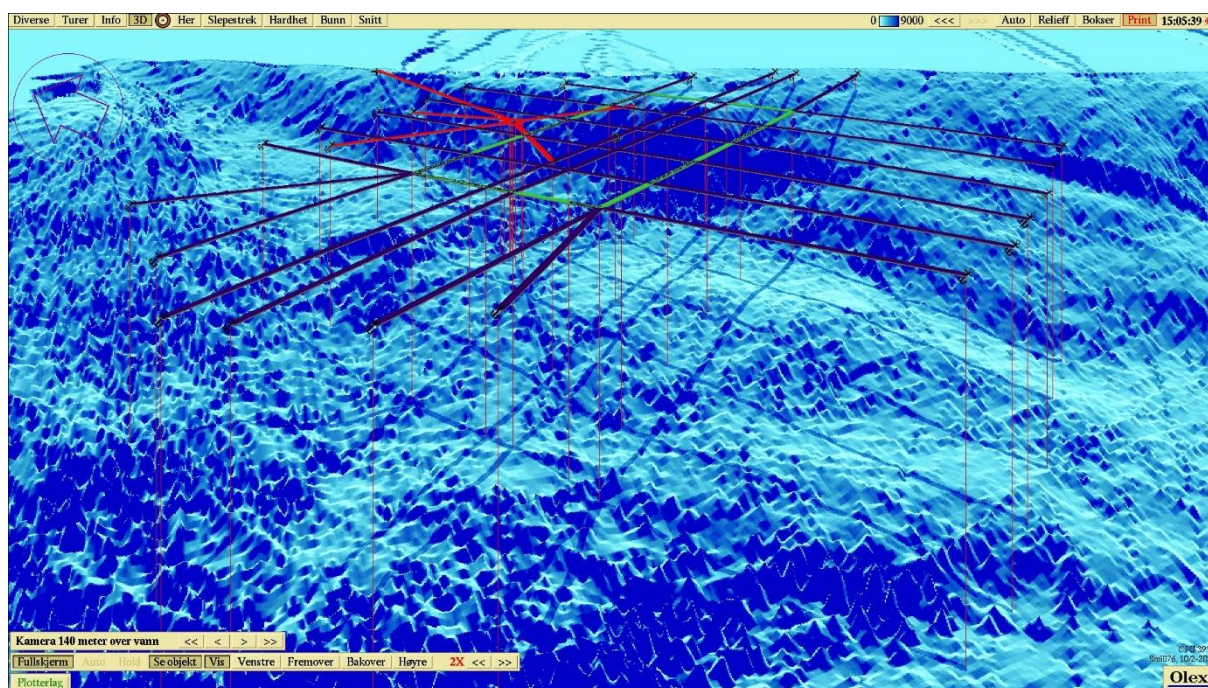 Diverse Turer Info 3D Her Slepestrek Hardhet Bunn Snitt 0 9000 <<< >>> Auto Relieff Bokser Print 15:05:39
Kamera 140 meter over vann << < > >>
Fullskjerm Auto Hold Se objekt Vis Venstre Fremover Bakover Høyre 2X << >>
Plotterlag
Olex